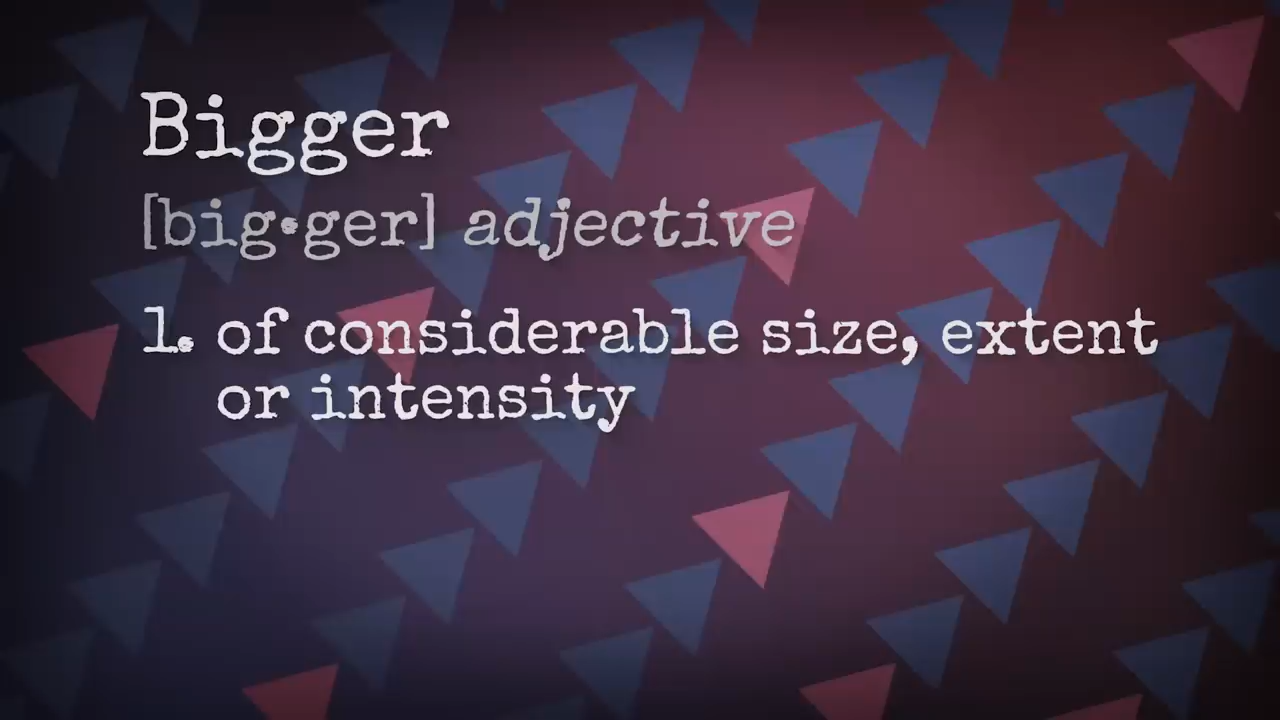 Bigger
[big•ger] adjective
1. of considerable size, extent
or intensity